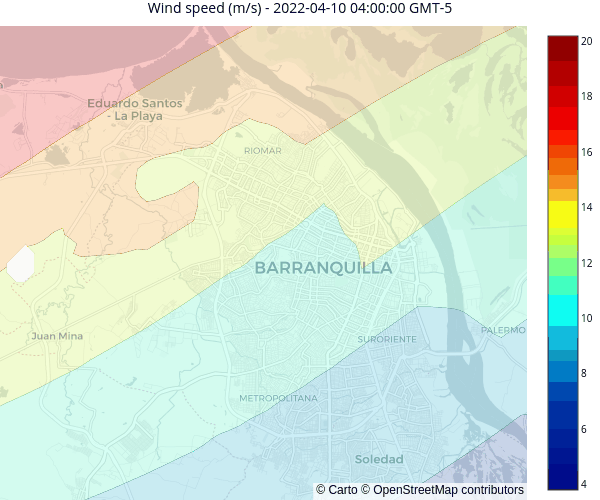 Wind speed (m/s) - 2022-04-10 04:00:00 GMT-5
20
18
16
14
12
10
8
6
4
Eduardo Santos
- La Playa
RIOMAR
BARRANQUILLA
Juan Mina
SURORIENTE
PALERMO
METROPOLITANA
Soledad
© Carto © OpenStreetMap contributors